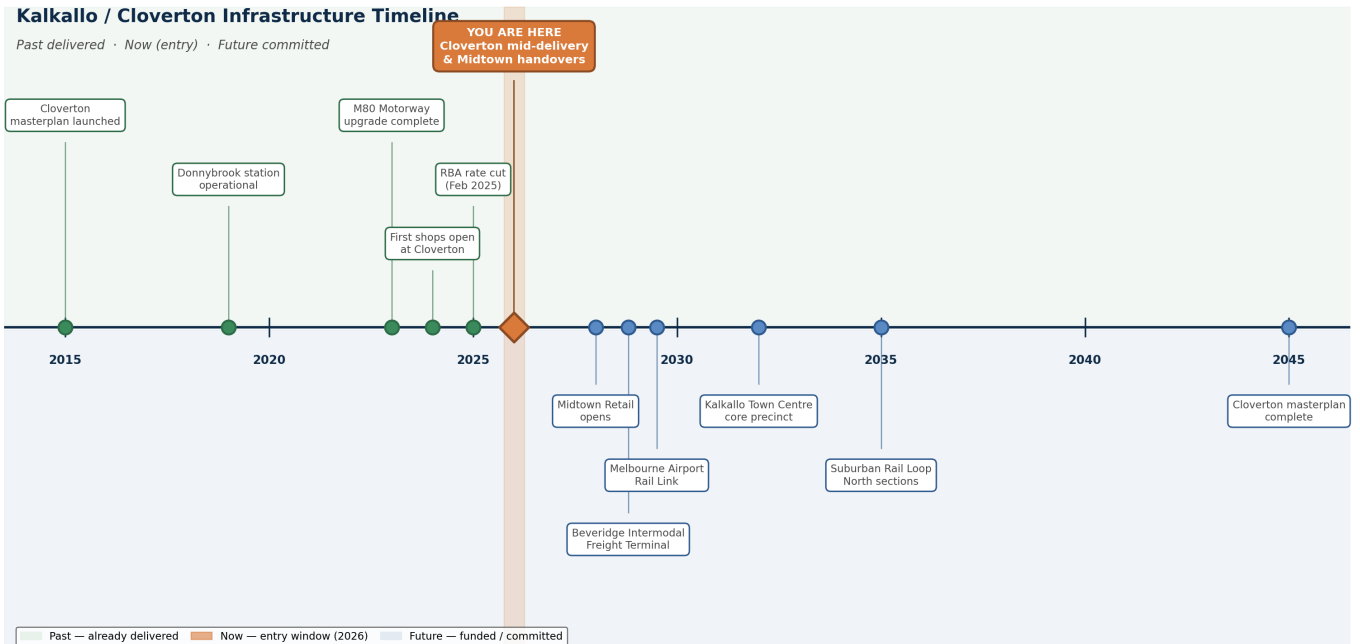 Kalkallo / Cloverton Infrastructure Timeline
Past delivered · Now (entry) · Future committed
YOU ARE HERE
Cloverton mid-delivery
& Midtown handovers
Cloverton
masterplan launched
M80 Motorway
upgrade complete
Donnybrook station
operational
RBA rate cut
(Feb 2025)
First shops open
at Cloverton
2015
2020
2025
2030
2035
2040
2045
Midtown Retail
opens
Kalkallo Town Centre
core precinct
Cloverton masterplan
complete
Melbourne Airport
Rail Link
Suburban Rail Loop
North sections
Beveridge Intermodal
Freight Terminal
Past — already delivered
Now — entry window (2026)
Future — funded / committed